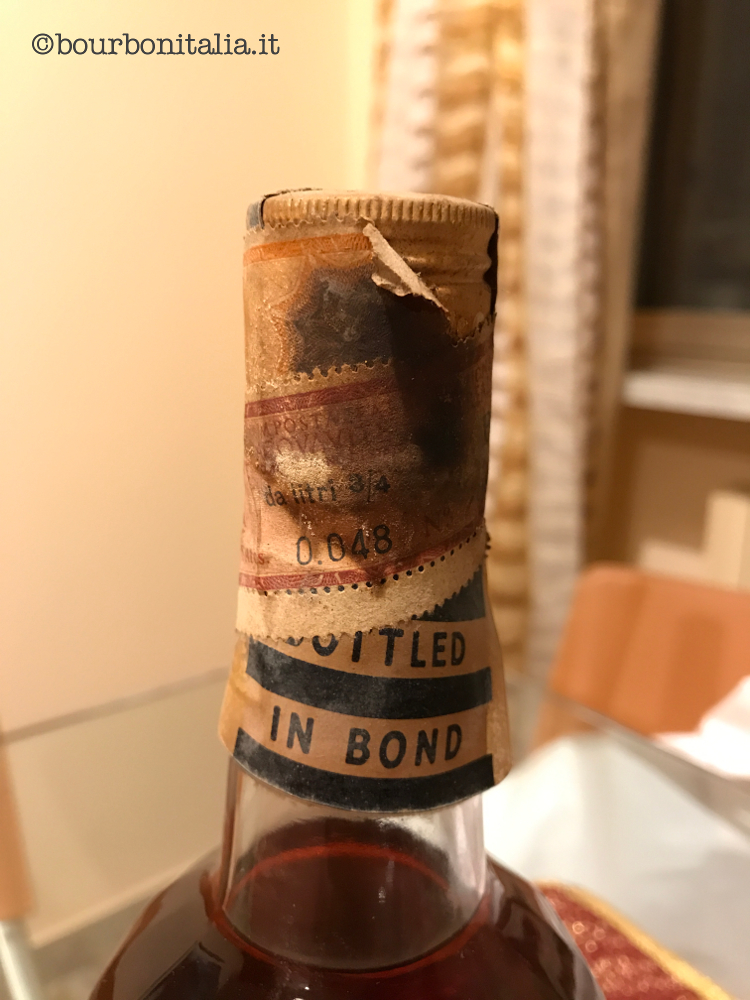 ©bourbonitalia.it
da litri 3/4
0.048
BOTTLED
IN BOND